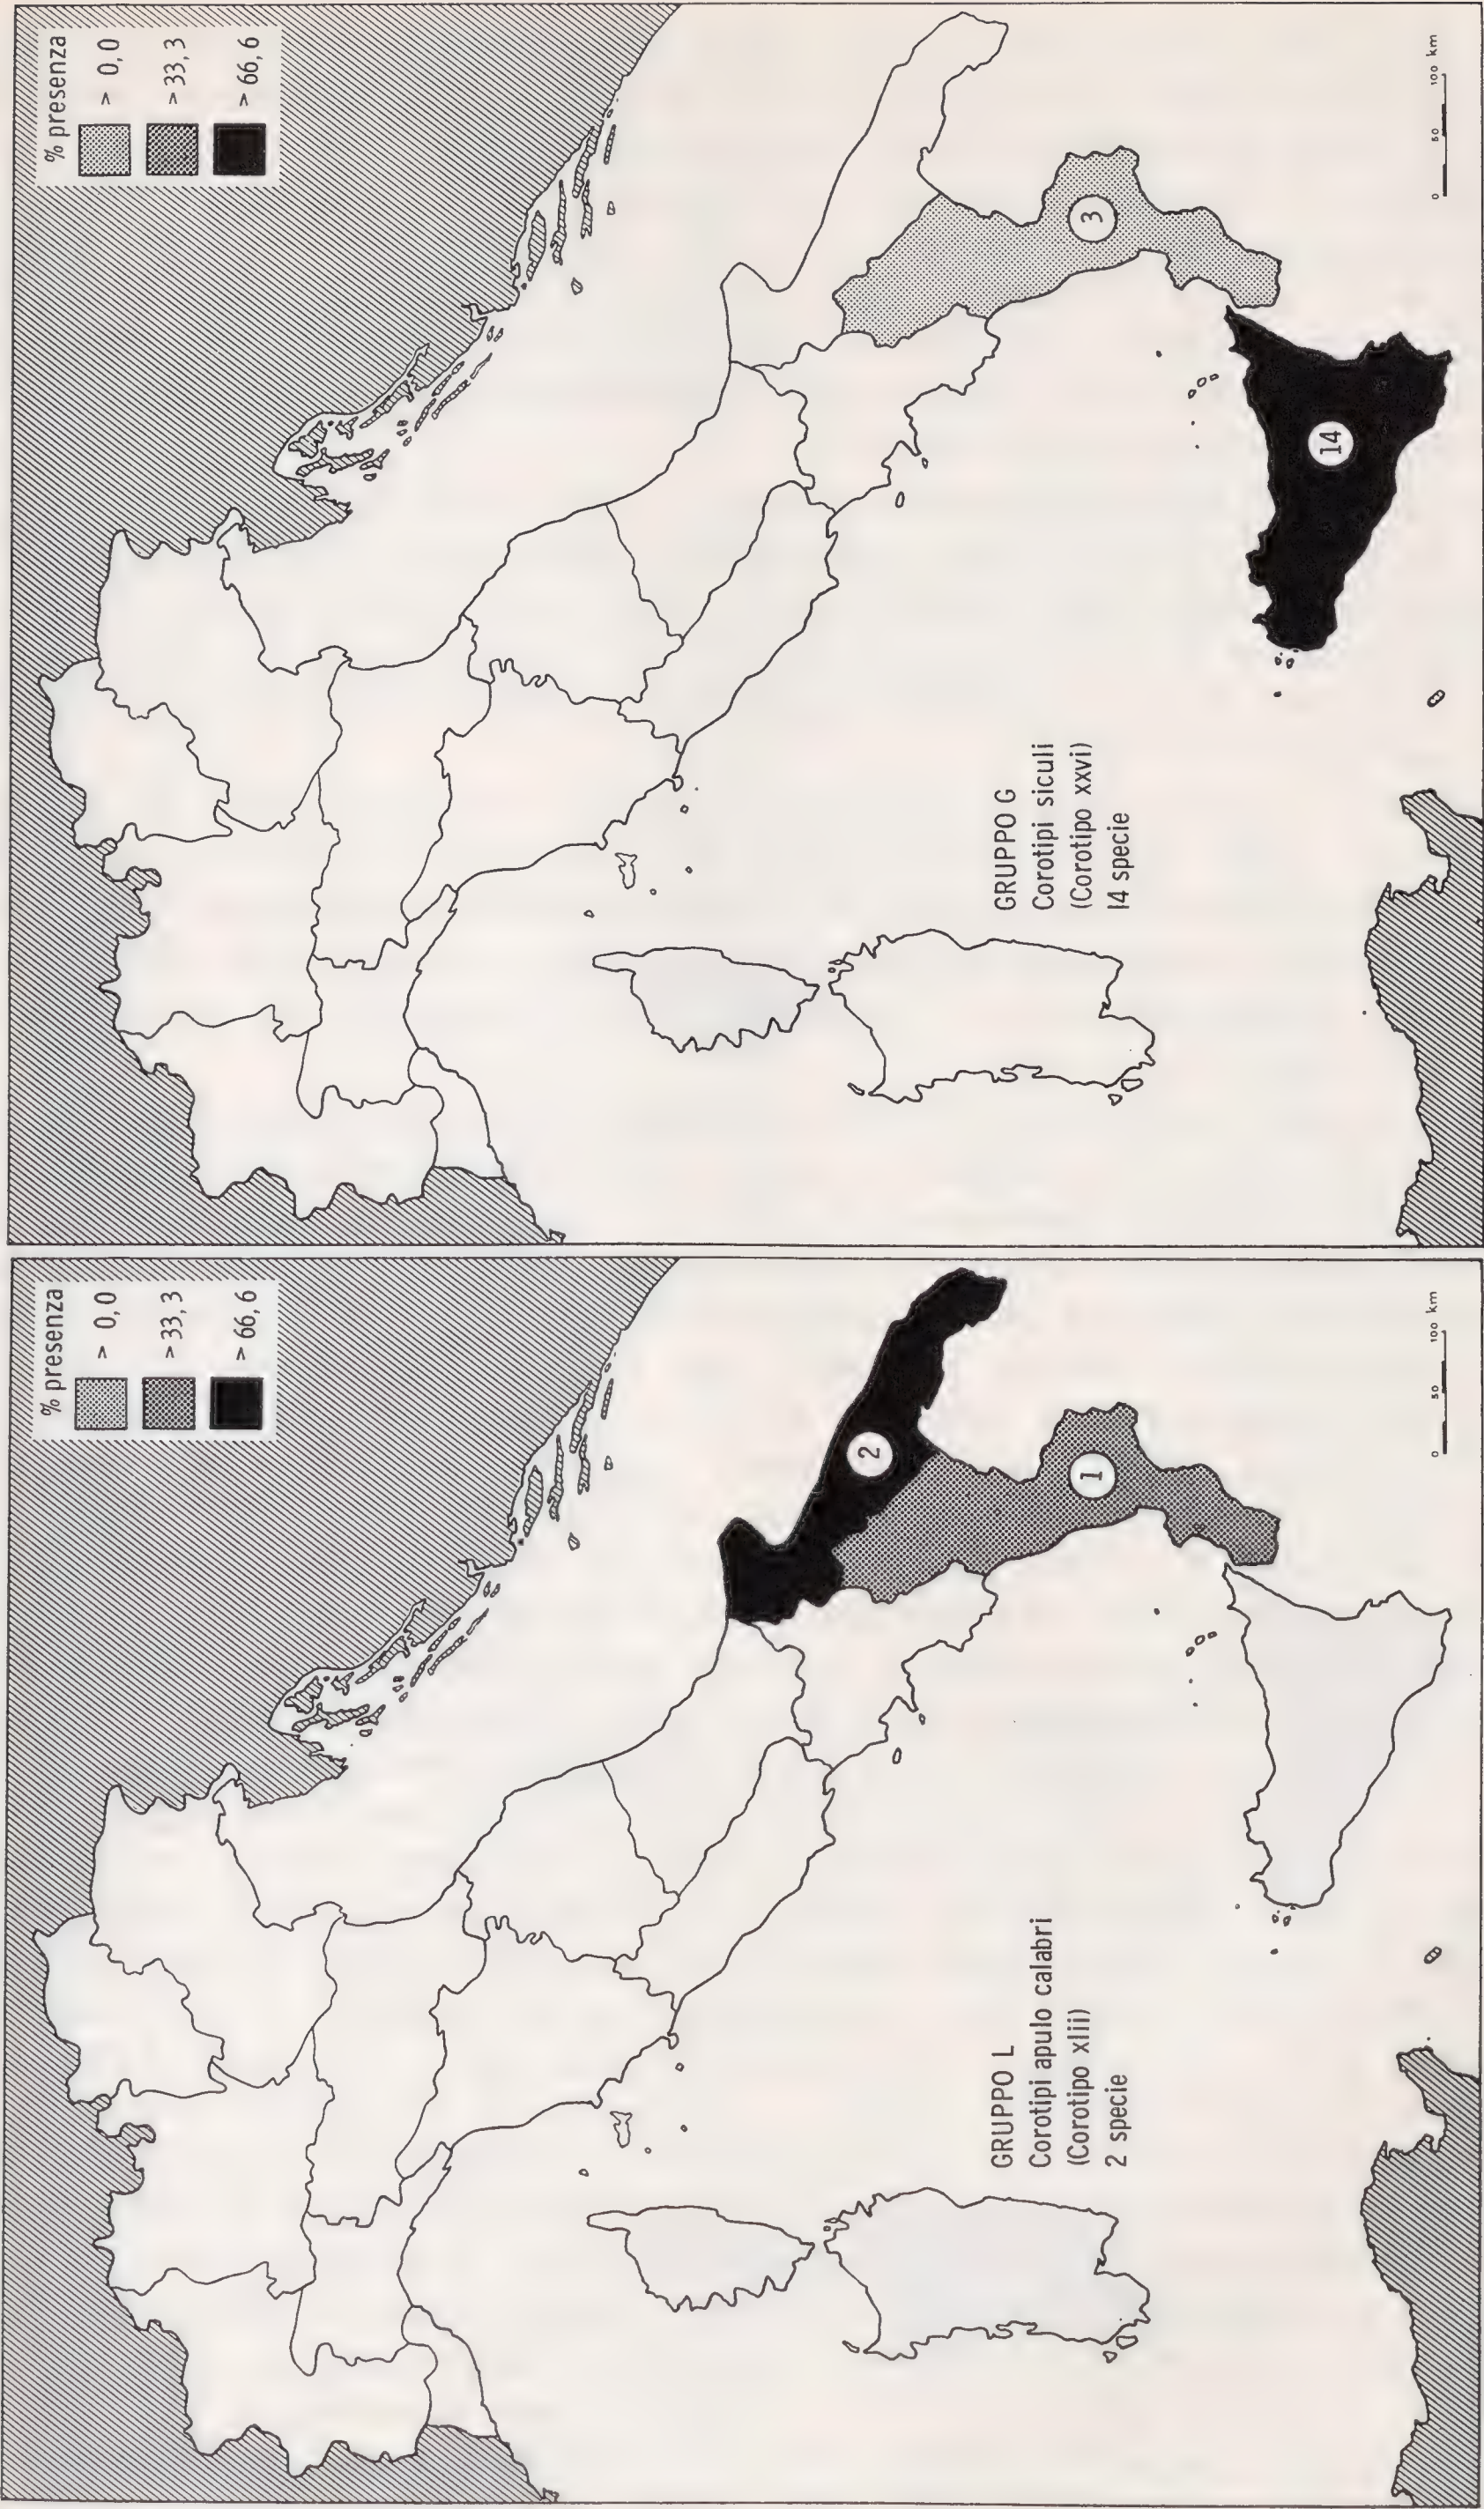 % presenza
> 0,0
> 33,3
> 66,6
2
1
GRUPPO L
Corotipi apulo calabri
(Corotipo xlii)
2 specie
0 50 100 km
% presenza
> 0,0
> 33,3
> 66,6
3
14
GRUPPO G
Corotipi siculi
(Corotipo xxvi)
14 specie
0 50 100 km